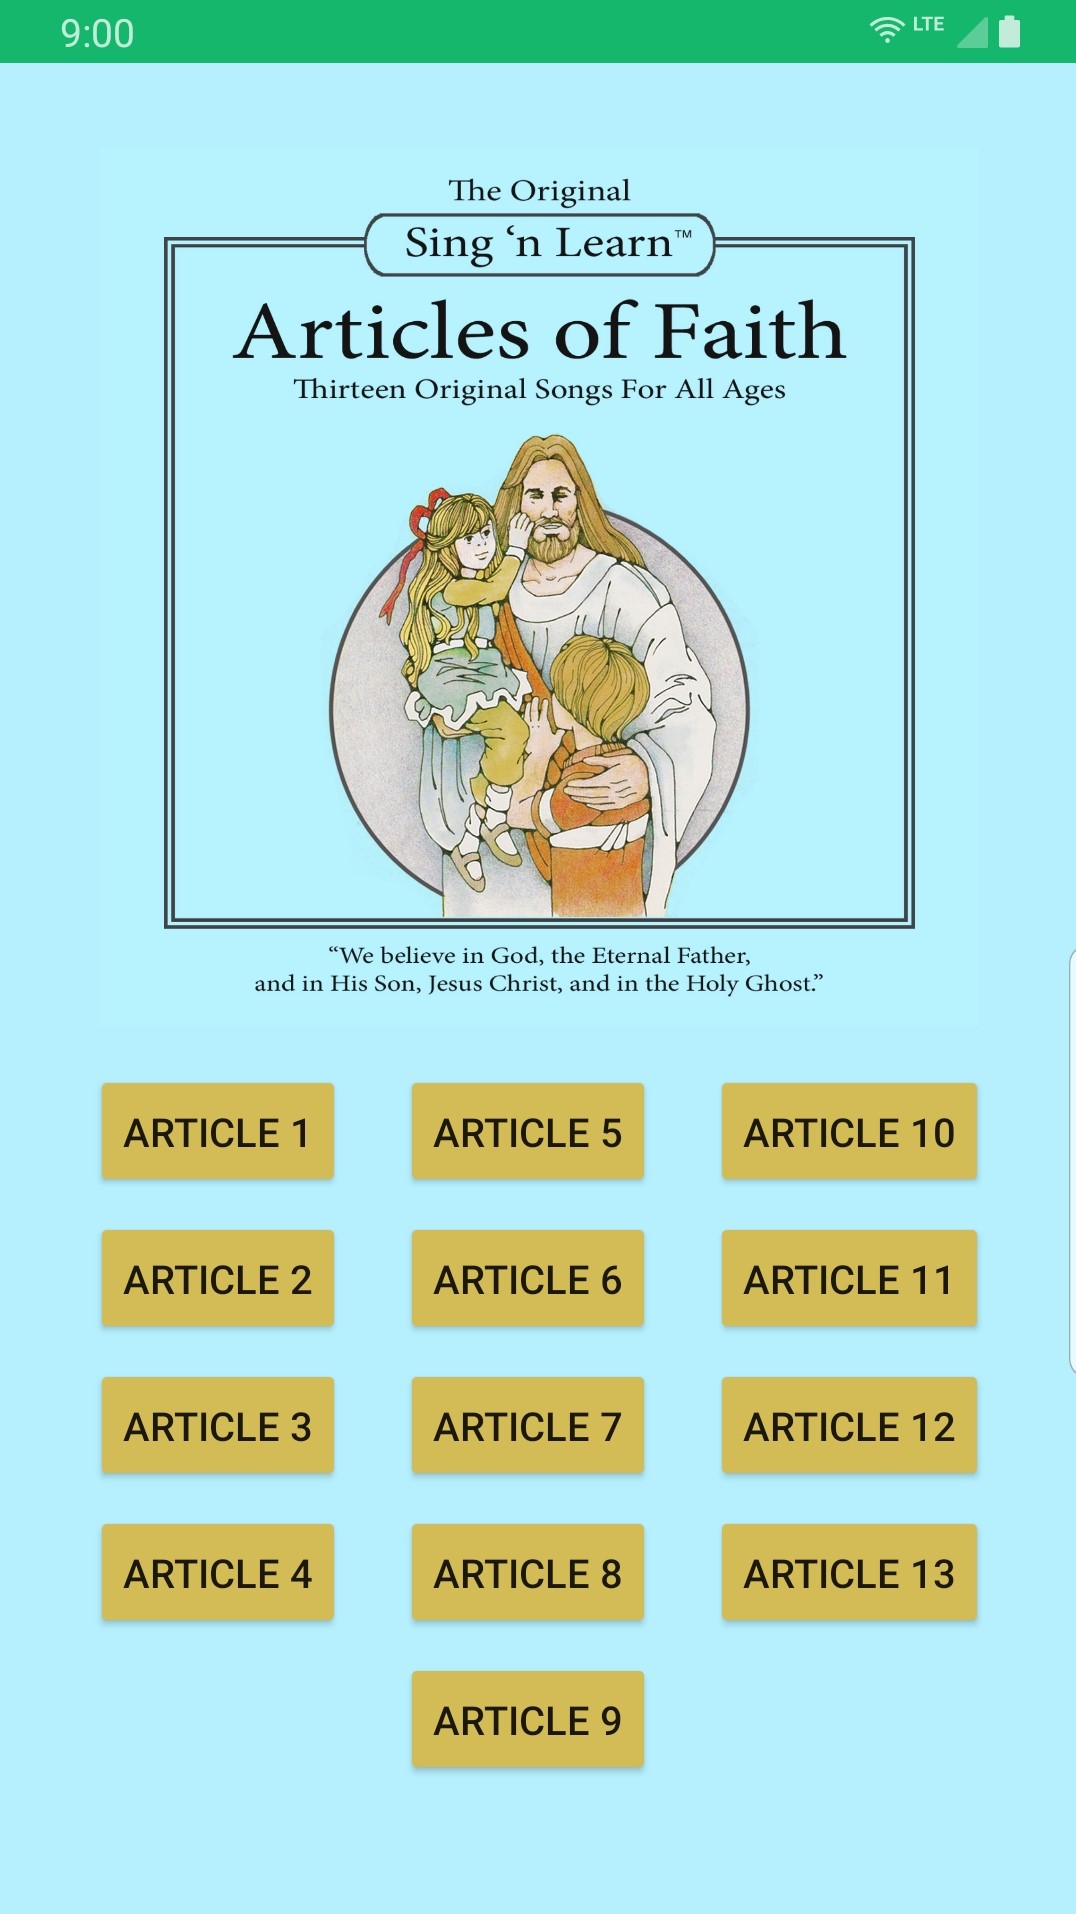 9:00
LTE
The Original
Sing ‘n Learn™
Articles of Faith
Thirteen Original Songs For All Ages
“We believe in God, the Eternal Father,
and in His Son, Jesus Christ, and in the Holy Ghost.”
ARTICLE 1
ARTICLE 5
ARTICLE 10
ARTICLE 2
ARTICLE 6
ARTICLE 11
ARTICLE 3
ARTICLE 7
ARTICLE 12
ARTICLE 4
ARTICLE 8
ARTICLE 13
ARTICLE 9